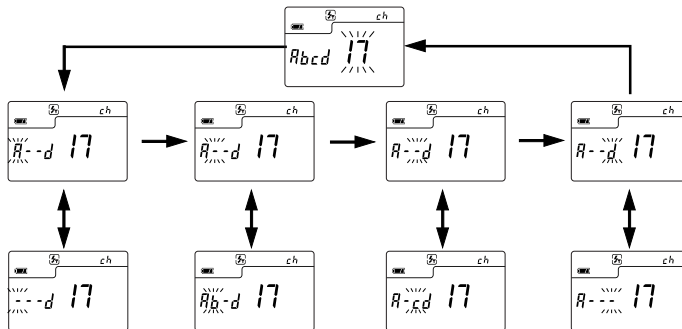 ch
Abcd 17
ch
A--d 17
ch
A--d 17
ch
A--d 17
ch
A--d 17
ch
---d 17
ch
Ab-d 17
ch
A-cd 17
ch
A--- 17